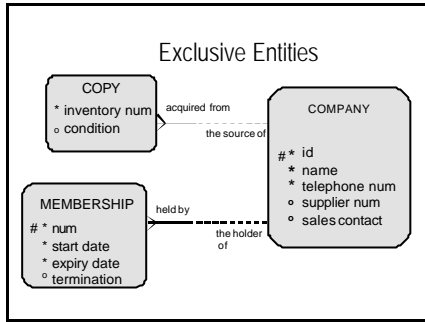 Exclusive Entities
COPY
* inventory num
o condition
acquired from
the source of
COMPANY
# * id
* name
* telephone num
o supplier num
o sales contact
MEMBERSHIP
# * num
* start date
* expiry date
o termination
held by
the holder
of